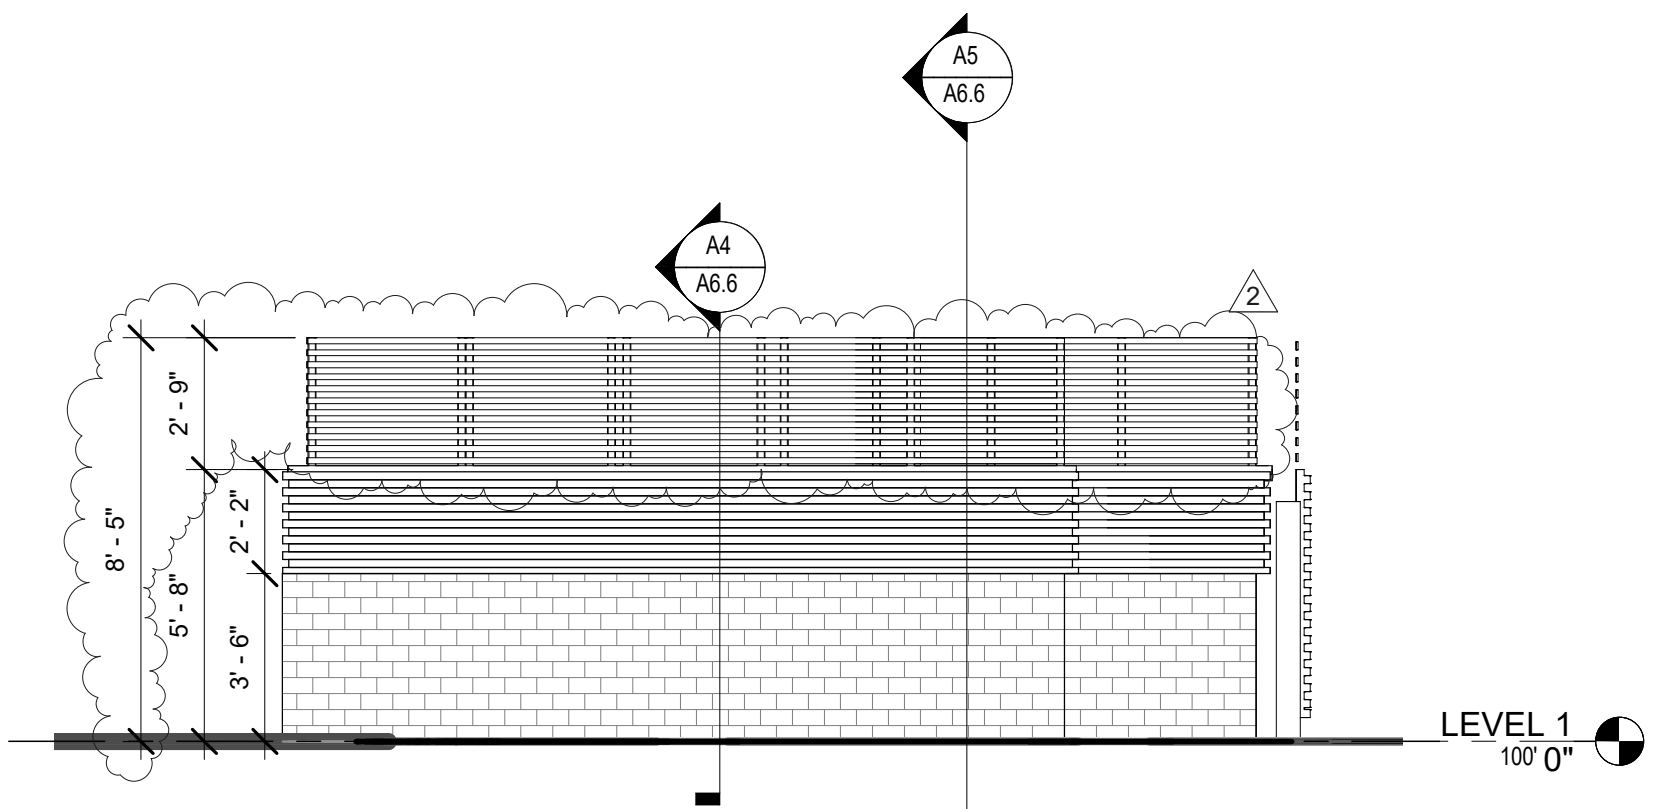 A5
A6.6
A4
A6.6
2
2' - 9"
8' - 5"
2' - 2"
5' - 8"
3' - 6"
LEVEL 1
100' 0"